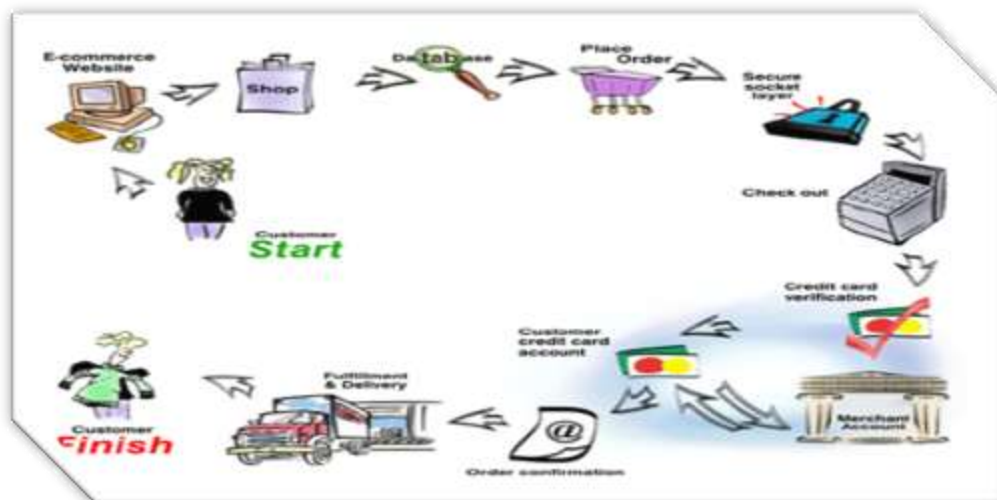 E-commerce
Website
Shop
Database
Place
Order
Secure
socket
layer
Check out
Customer
Start
Credit card
verification
Customer
credit card
account
Merchant
Account
@
Order confirmation
Fulfillment
& Delivery
Customer
Finish